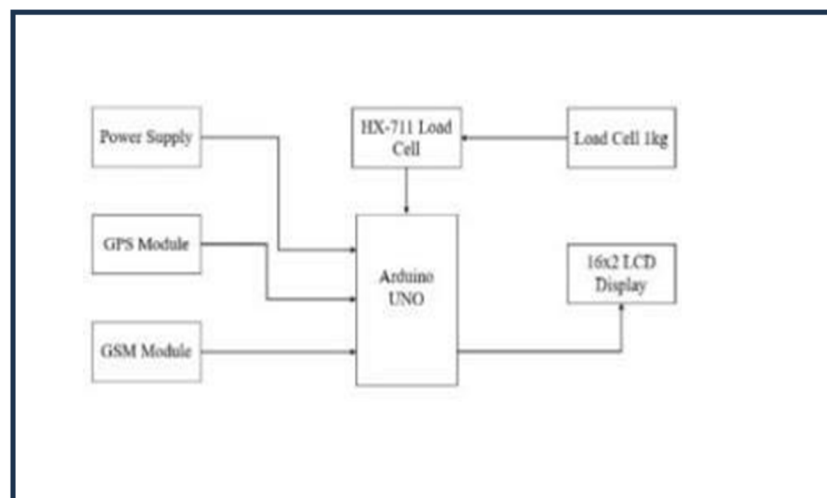 Power Supply
HX-711 Load
Cell
Load Cell 1kg
GPS Module
Arduino
UNO
16x2 LCD
Display
GSM Module